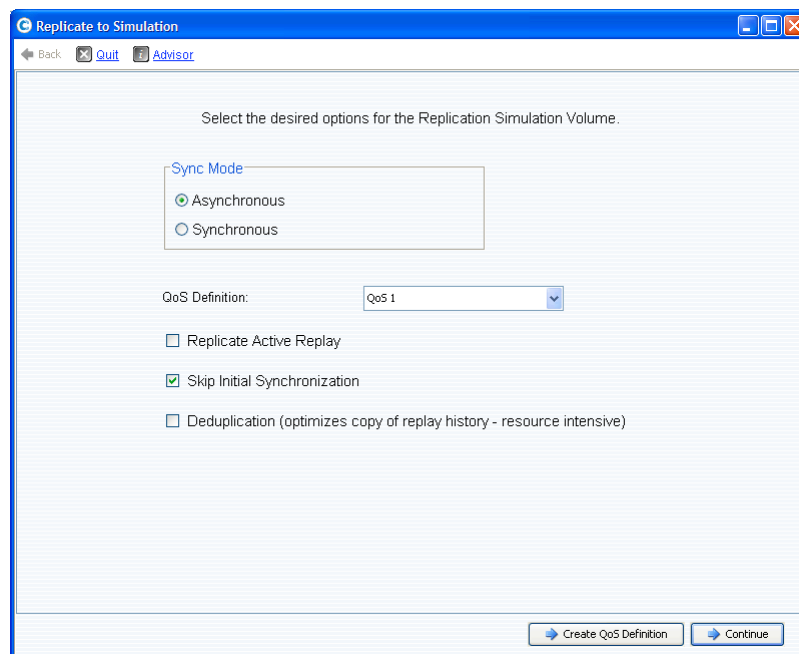 Replicate to Simulation
Back Quit Advisor
Select the desired options for the Replication Simulation Volume.
Sync Mode
Asynchronous
Synchronous
QoS Definition: QoS 1
Replicate Active Replay
Skip Initial Synchronization
Deduplication (optimizes copy of replay history - resource intensive)
Create QoS Definition Continue